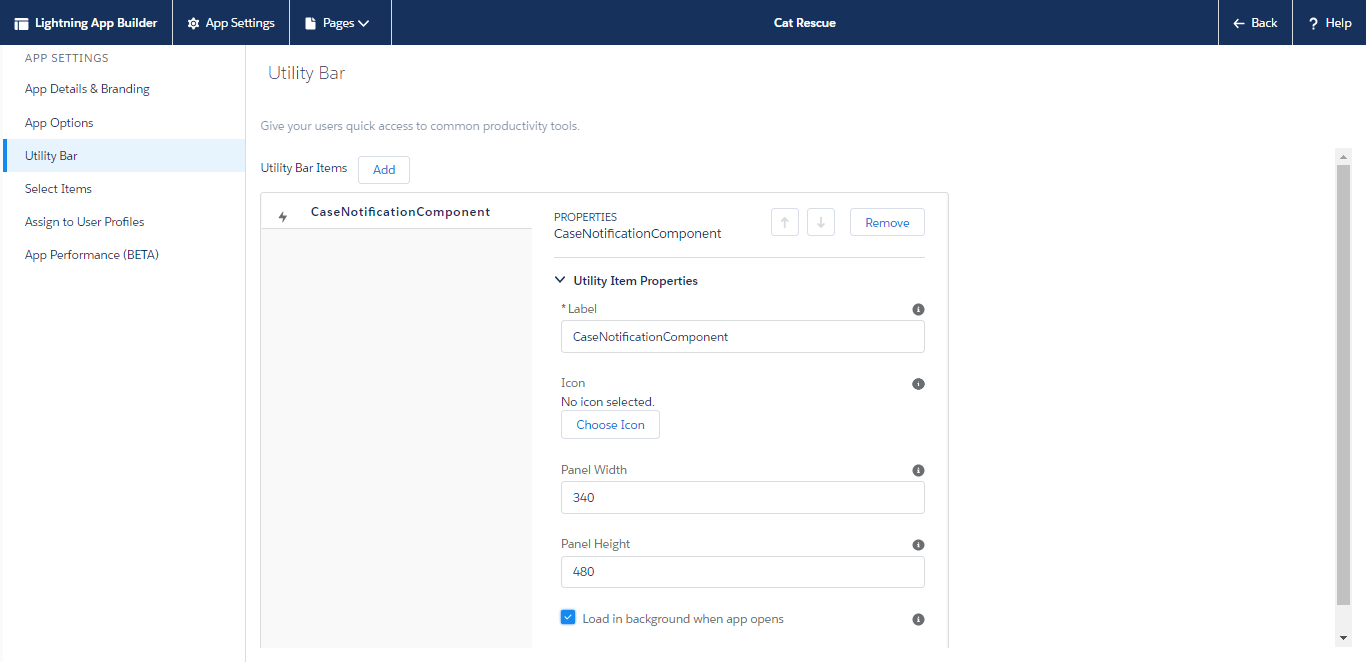 Lightning App Builder
App Settings
Pages
Cat Rescue
Back
? Help
APP SETTINGS
App Details & Branding
App Options
Utility Bar
Select Items
Assign to User Profiles
App Performance (BETA)
Utility Bar
Give your users quick access to common productivity tools.
Utility Bar Items
Add
CaseNotificationComponent
PROPERTIES
CaseNotificationComponent
Remove
Utility Item Properties
*Label
CaseNotificationComponent
Icon
No icon selected.
Choose Icon
Panel Width
340
Panel Height
480
Load in background when app opens